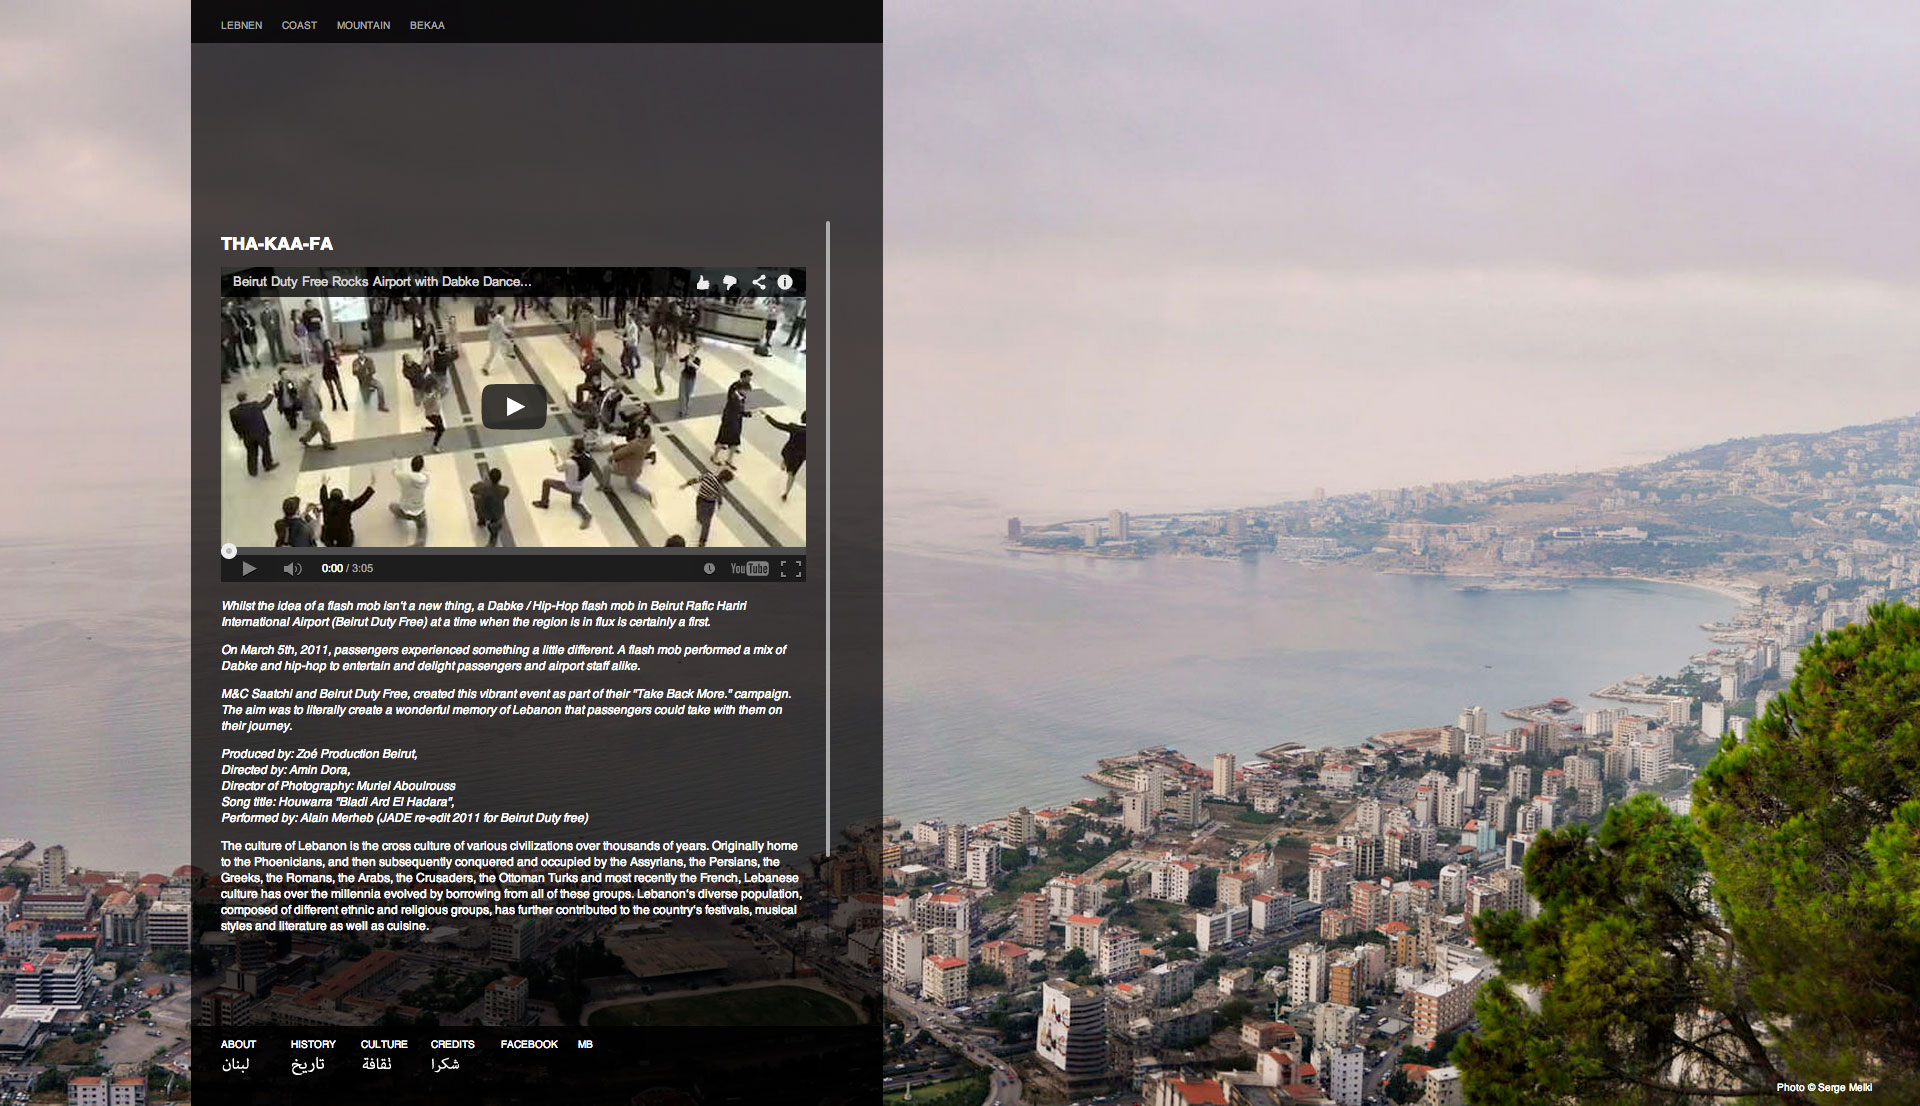 LEBNEN COAST MOUNTAIN BEKAA
THA-KAA-FA
Beirut Duty Free Rocks Airport with Dabke Dance...
0:00 / 3:05
YouTube
Whilst the idea of a flash mob isn't a new thing, a Dabke / Hip-Hop flash mob in Beirut Rafic Hariri
International Airport (Beirut Duty Free) at a time when the region is in flux is certainly a first.
On March 5th, 2011, passengers experienced something a little different. A flash mob performed a mix of
Dabke and hip-hop to entertain and delight passengers and airport staff alike.
M&C Saatchi and Beirut Duty Free, created this vibrant event as part of their "Take Back More." campaign.
The aim was to literally create a wonderful memory of Lebanon that passengers could take with them on
their journey.
Produced by: Zoé Production Beirut,
Directed by: Amin Dora,
Director of Photography: Muriel Aboulrouss
Song title: Houwarra "Bladi Ard El Hadara",
Performed by: Alain Merheb (JADE re-edit 2011 for Beirut Duty free)
The culture of Lebanon is the cross culture of various civilizations over thousands of years. Originally home
to the Phoenicians, and then subsequently conquered and occupied by the Assyrians, the Persians, the
Greeks, the Romans, the Arabs, the Crusaders, the Ottoman Turks and most recently the French, Lebanese
culture has over the millennia evolved by borrowing from all of these groups. Lebanon's diverse population,
composed of different ethnic and religious groups, has further contributed to the country's festivals, musical
styles and literature as well as cuisine.
ABOUT HISTORY CULTURE CREDITS FACEBOOK MB
لبنان تاريخ ثقافة شكرا
Photo © Serge Melki